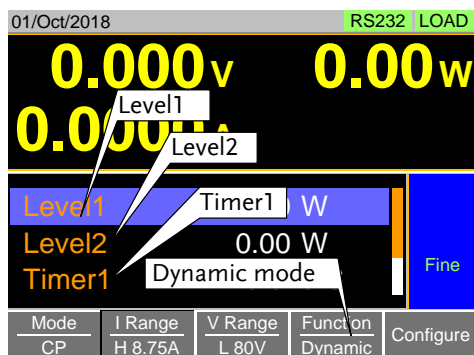 01/Oct/2018 RS232 LOAD
0.000 V 0.00 W
0.0000 A
Level1
Level2
Level1 Timer1 W
Level2 0.00 W
Timer1 Dynamic mode
Fine
Mode I Range V Range Function Configure
CP H 8.75A L 80V Dynamic